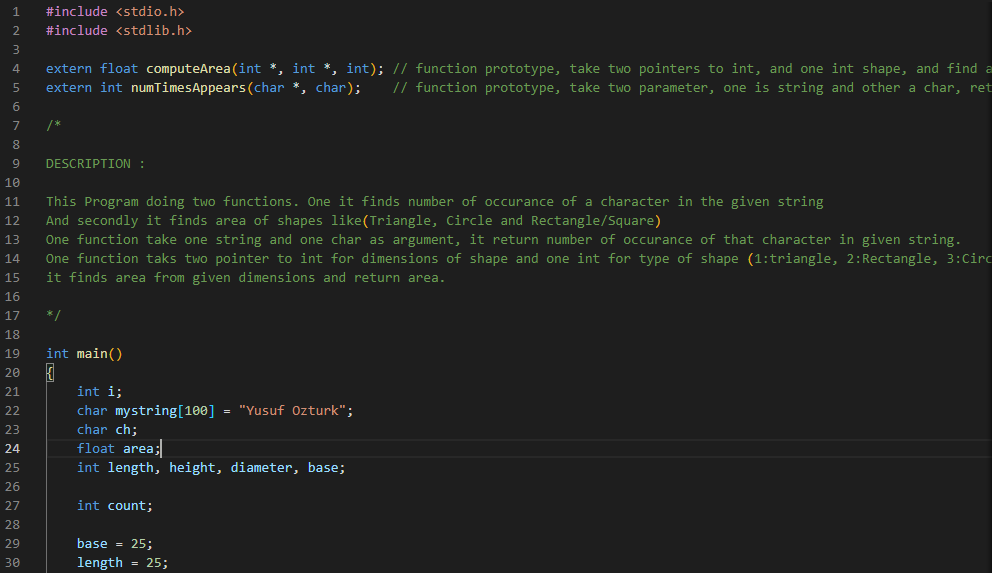 1 #include <stdio.h>
2 #include <stdlib.h>
3
4 extern float computeArea(int *, int *, int); // function prototype, take two pointers to int, and one int shape, and find
5 extern int numTimesAppears(char *, char);    // function prototype, take two parameter, one is string and other a char,
6
7 /*
8
9 DESCRIPTION :
10
11 This Program doing two functions. One it finds number of occurance of a character in the given string
12 And secondly it finds area of shapes like(Triangle, Circle and Rectangle/Square)
13 One function take one string and one char as argument, it return number of occurance of that character in given string.
14 One function taks two pointer to int for dimensions of shape and one int for type of shape (1:triangle, 2:Rectangle, 3:Circ
15 it finds area from given dimensions and return area.
16
17 */
18
19 int main()
20 {
21     int i;
22     char mystring[100] = "Yusuf Ozturk";
23     char ch;
24     float area;
25     int length, height, diameter, base;
26
27     int count;
28
29     base = 25;
30     length = 25;